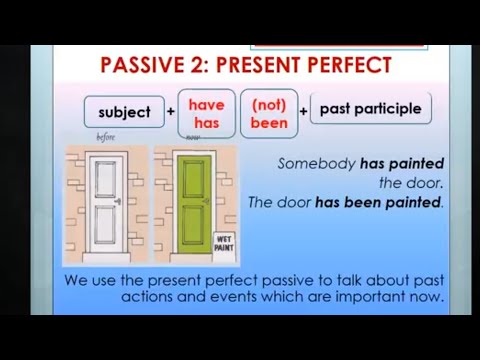 PASSIVE 2: PRESENT PERFECT
subject + have has (not) been + past participle
before now
Somebody has painted
the door.
The door has been painted.
WET
PAINT
We use the present perfect passive to talk about past
actions and events which are important now.